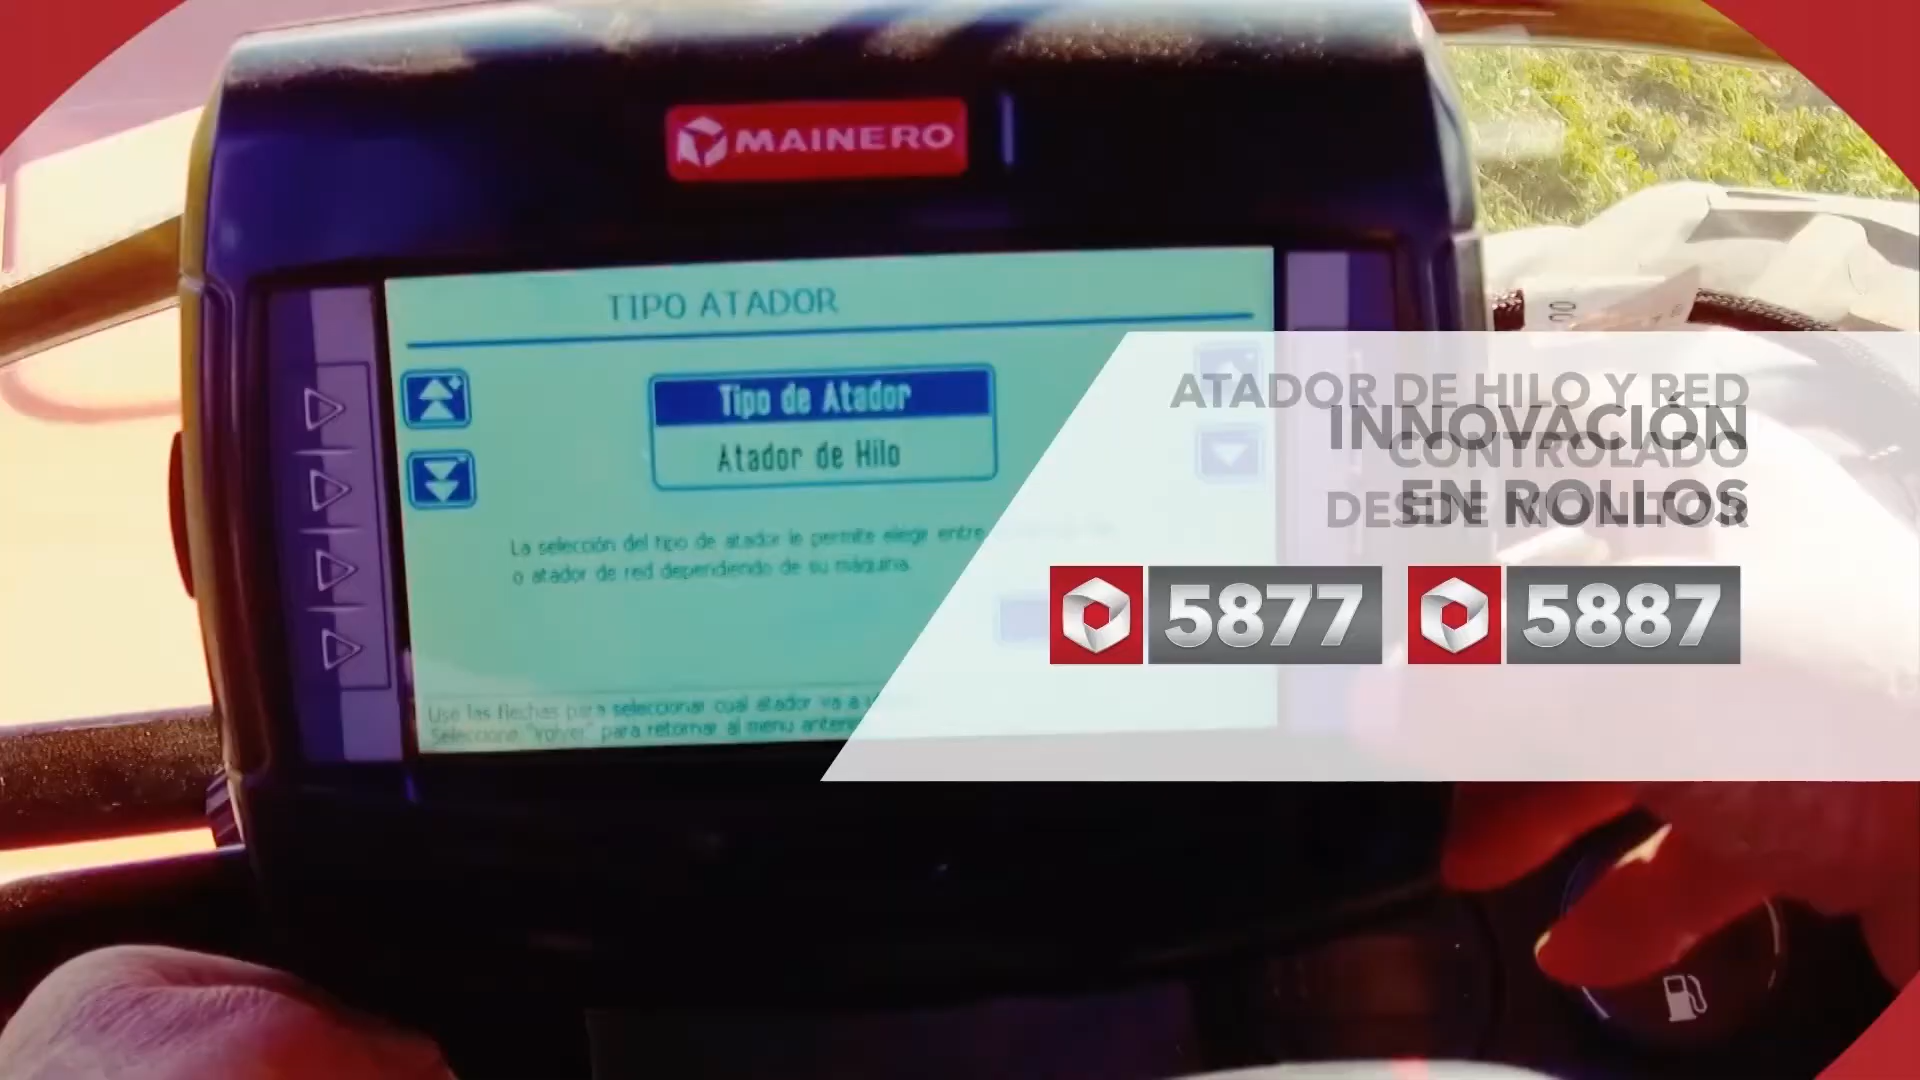 MAINERO
TIPO ATADOR
Tipo de Atador
Atador de Hilo
La selección del tipo de atador le permite elegir entre
o atador de red dependiendo de su máquina.
Use las flechas para seleccionar cual atador va a
Seleccione "Volver" para retornar al menu anterior
ATADOR DE HILO Y RED
CONTROLADO
DESDE MONITOR
INNOVACIÓN
EN ROLLOS
5877
5887